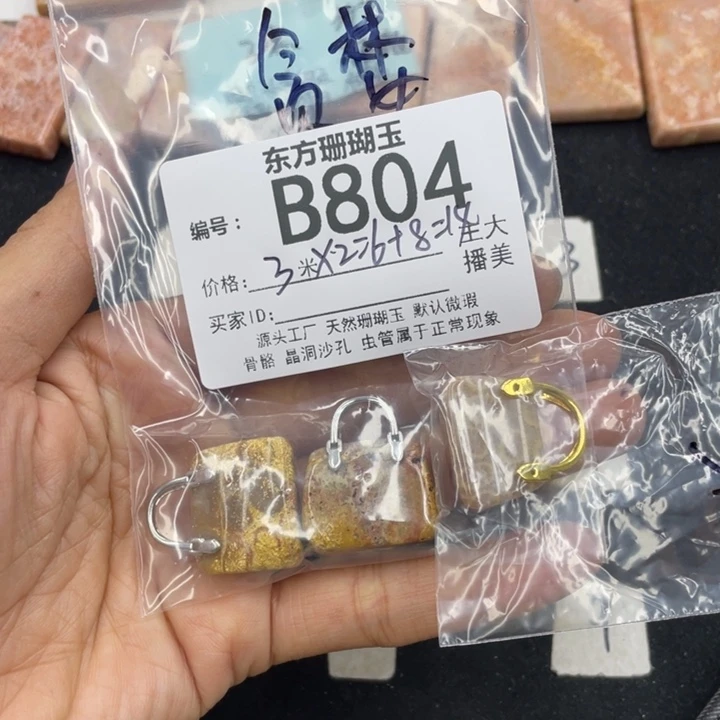 东方珊瑚玉
编号： B804
价格： 3米X2=6+8=14 主大
播美
买家ID:
源头工厂 天然珊瑚玉 默认微瑕
骨骼 晶洞沙孔 虫管属于正常现象
3
1